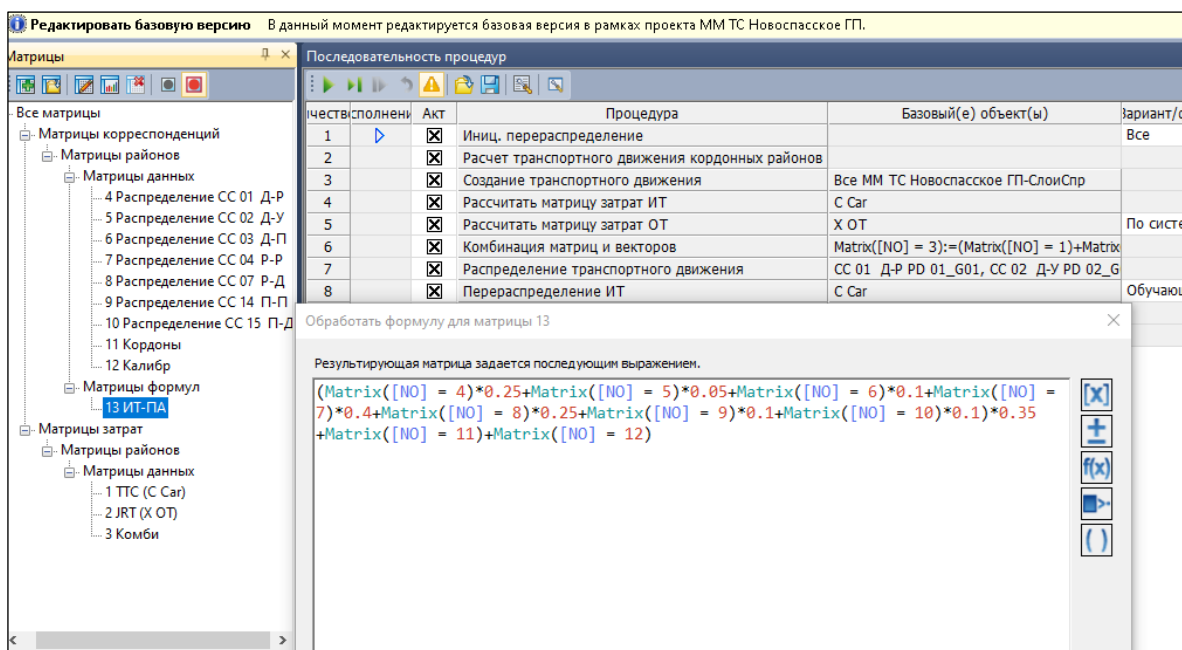 Редактировать базовую версию В данный момент редактируется базовая версия в рамках проекта ММ ТС Новоспасское ГП.
Матрицы
Все матрицы
Матрицы корреспонденций
Матрицы районов
Матрицы данных
4 Распределение СС 01 Д-Р
5 Распределение СС 02 Д-У
6 Распределение СС 03 Д-П
7 Распределение СС 04 Р-Р
8 Распределение СС 07 Р-Д
9 Распределение СС 14 П-П
10 Распределение СС 15 П-Д
11 Кордоны
12 Калибр
Матрицы формул
13 ИТ-ПА
Матрицы затрат
Матрицы районов
Матрицы данных
1 TTC (C Car)
2 JRT (X ОТ)
3 Комби
Последовательность процедур
ичеств сполнени Акт Процедура Базовый(е) объект(ы) Вариант/с
1 Иниц. перераспределение Все
2 Расчет транспортного движения кордонных районов
3 Создание транспортного движения Все ММ ТС Новоспасское ГП-СлоиСпр
4 Рассчитать матрицу затрат ИТ C Car
5 Рассчитать матрицу затрат ОТ X ОТ По систе
6 Комбинация матриц и векторов Matrix([NO] = 3):=(Matrix([NO] = 1)+Matrix
7 Распределение транспортного движения СС 01 Д-Р PD 01_G01, СС 02 Д-У PD 02_G
8 Перераспределение ИТ C Car Обучаю
Обработать формулу для матрицы 13
Результирующая матрица задается последующим выражением.
(Matrix([NO] = 4)*0.25+Matrix([NO] = 5)*0.05+Matrix([NO] = 6)*0.1+Matrix([NO] =
7)*0.4+Matrix([NO] = 8)*0.25+Matrix([NO] = 9)*0.1+Matrix([NO] = 10)*0.1)*0.35
+Matrix([NO] = 11)+Matrix([NO] = 12)
[x]
±
f(x)
( )